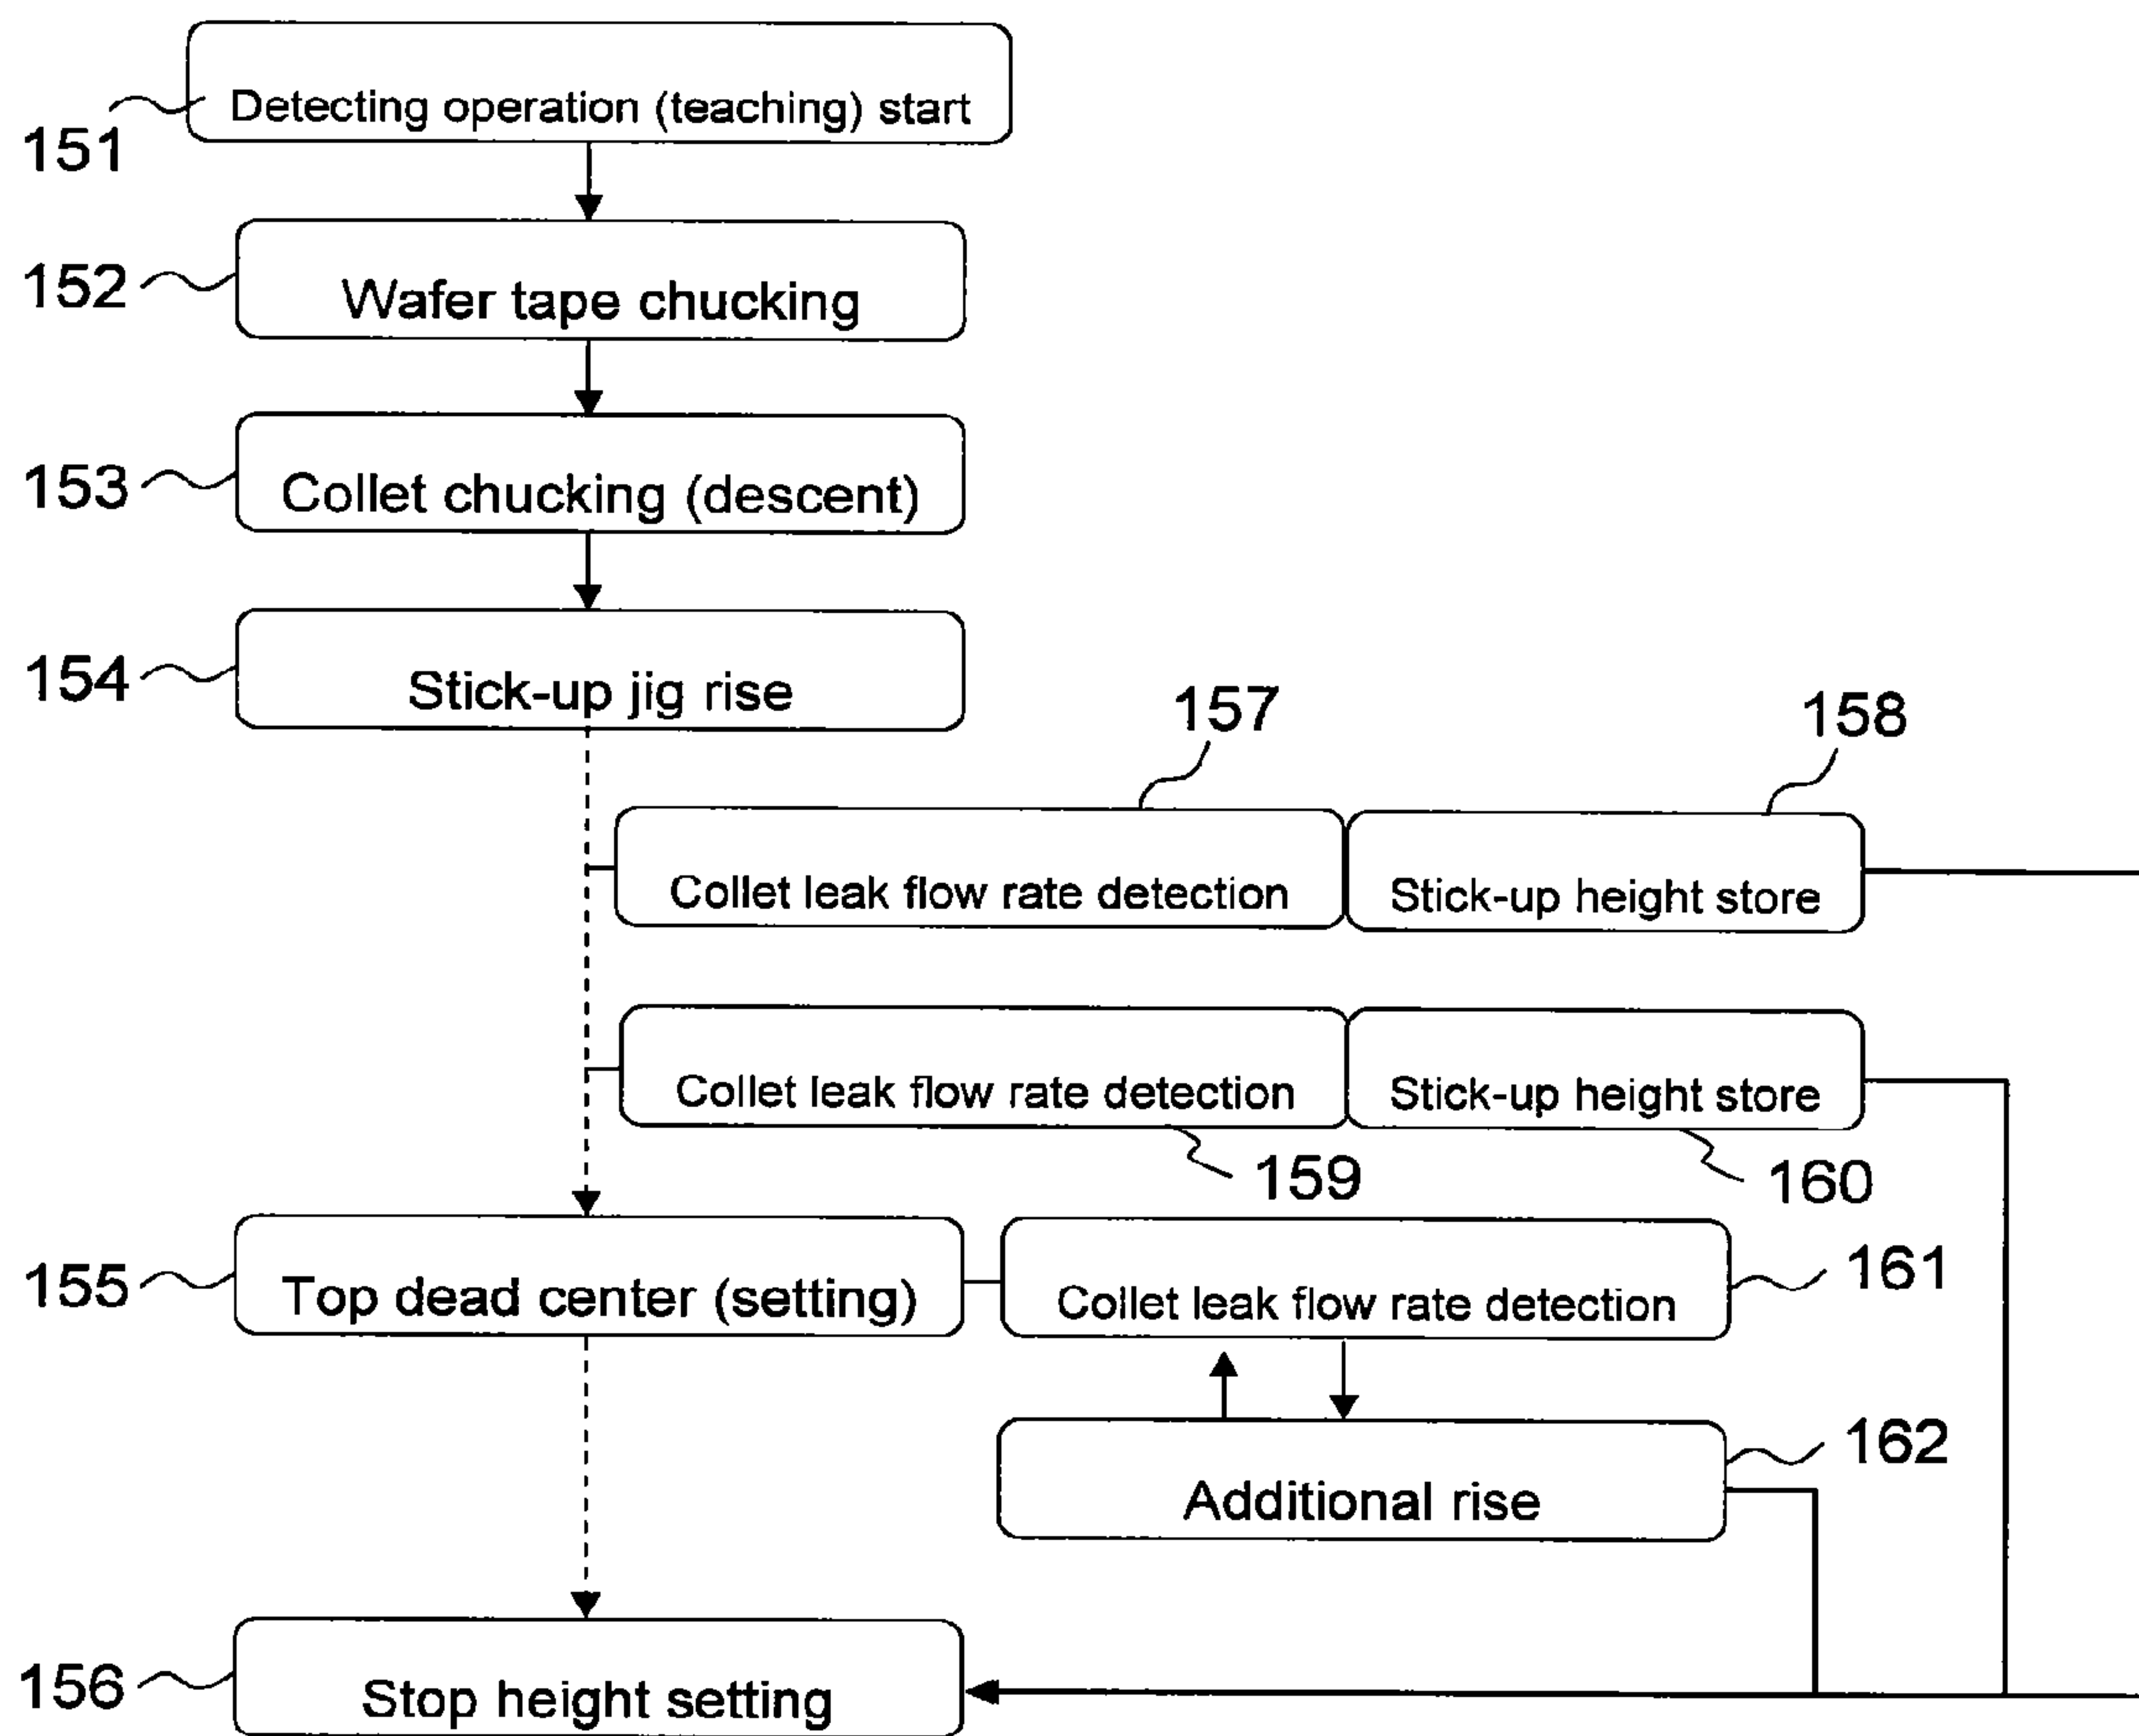 Detecting operation (teaching) start
151
152
Wafer tape chucking
153
Collet chucking (descent)
154
Stick-up jig rise
157
158
Collet leak flow rate detection
Stick-up height store
Collet leak flow rate detection
Stick-up height store
159
160
155
Top dead center (setting)
Collet leak flow rate detection
161
162
Additional rise
156
Stop height setting